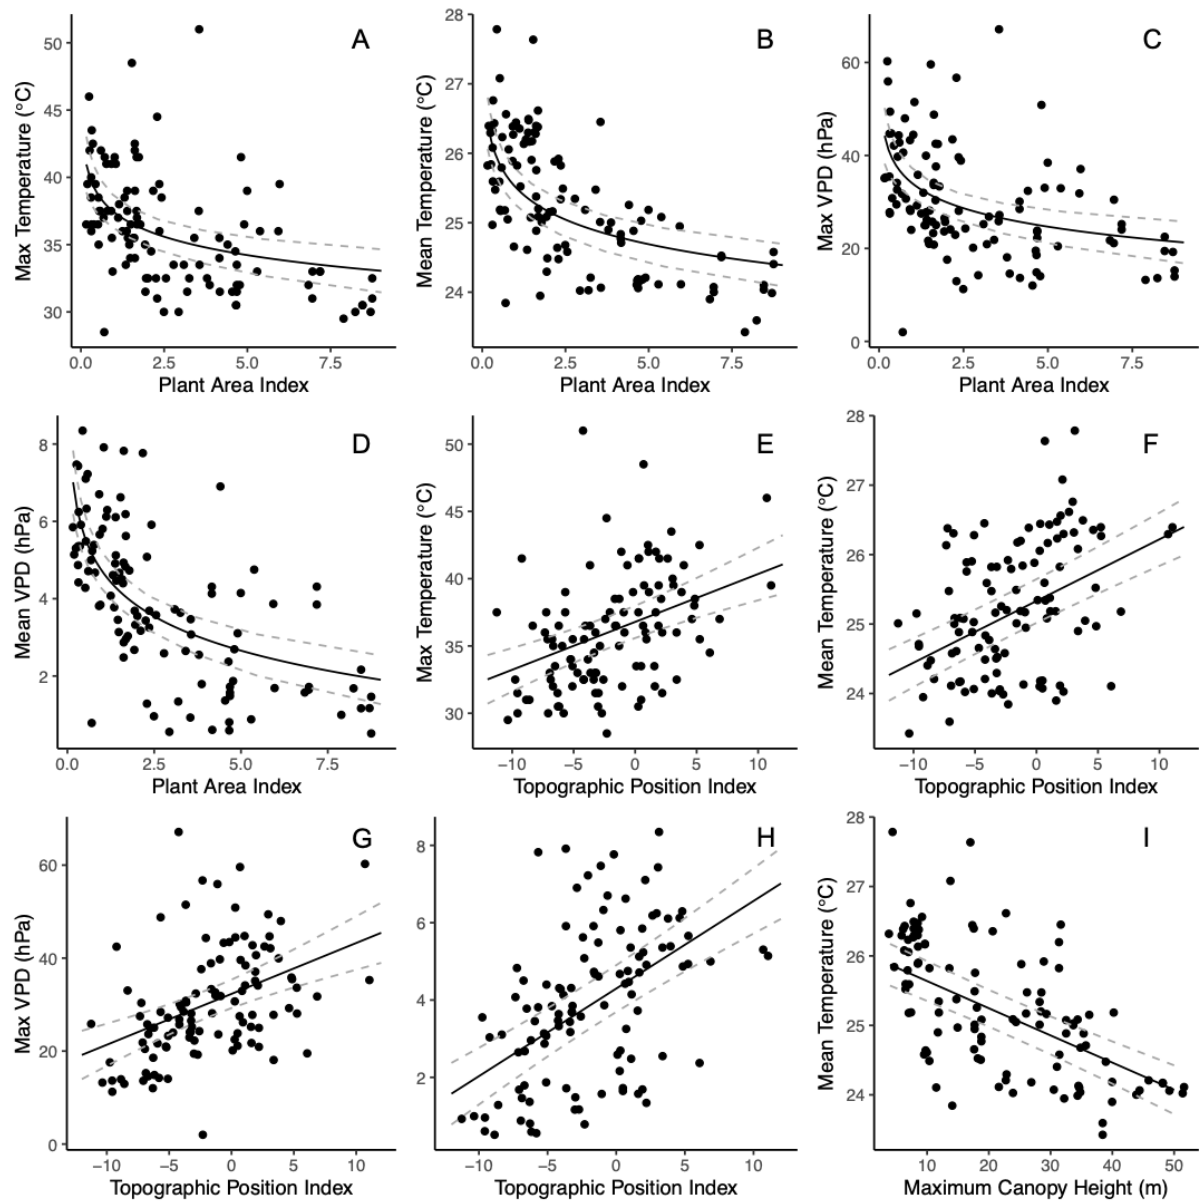 A
50
45
40
35
30
Max Temperature (°C)
0.0 2.5 5.0 7.5
Plant Area Index
B
28
27
26
25
24
Mean Temperature (°C)
0.0 2.5 5.0 7.5
Plant Area Index
C
60
40
20
0
Max VPD (hPa)
0.0 2.5 5.0 7.5
Plant Area Index
D
8
6
4
2
Mean VPD (hPa)
0.0 2.5 5.0 7.5
Plant Area Index
E
50
45
40
35
30
Max Temperature (°C)
−10 −5 0 5 10
Topographic Position Index
F
28
27
26
25
24
Mean Temperature (°C)
−10 −5 0 5 10
Topographic Position Index
G
60
40
20
0
Max VPD (hPa)
−10 −5 0 5 10
Topographic Position Index
H
8
6
4
2
−10 −5 0 5 10
Topographic Position Index
I
28
27
26
25
24
Mean Temperature (°C)
10 20 30 40 50
Maximum Canopy Height (m)